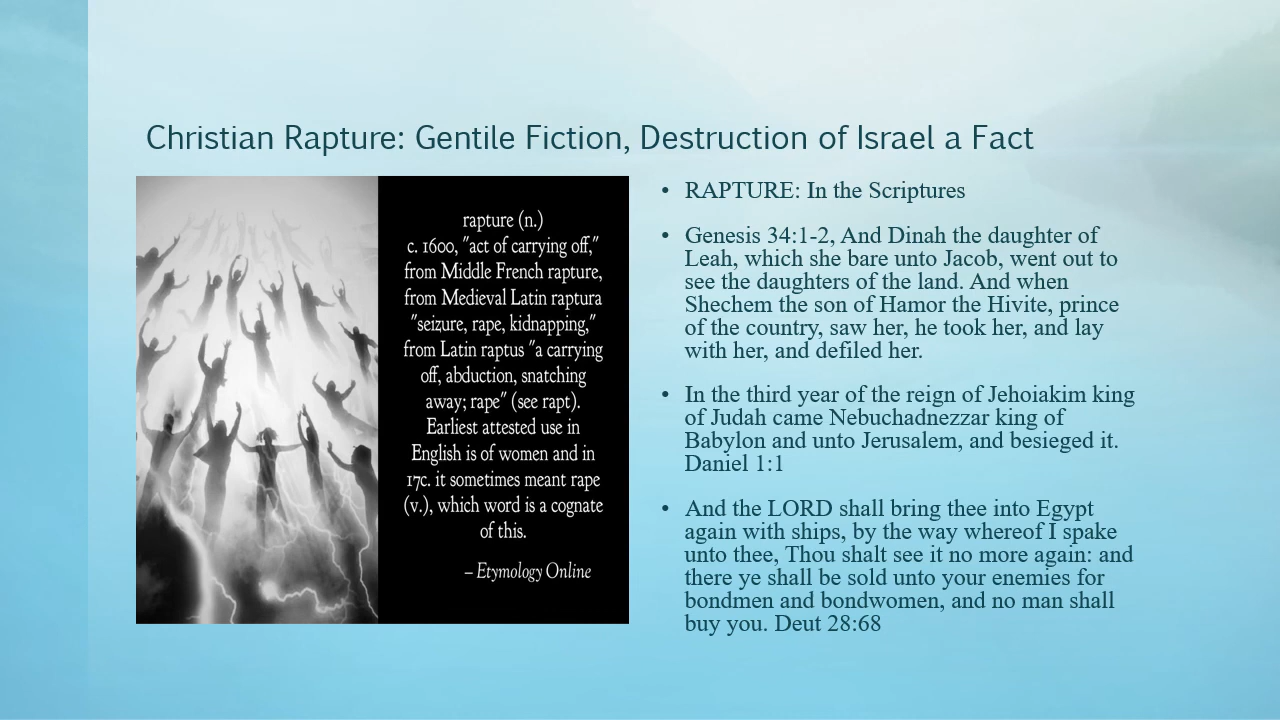 Christian Rapture: Gentile Fiction, Destruction of Israel a Fact
rapture (n.)
c. 1600, "act of carrying off,"
from Middle French rapture,
from Medieval Latin raptura
"seizure, rape, kidnapping,"
from Latin raptus "a carrying
off, abduction, snatching
away; rape" (see rapt).
Earliest attested use in
English is of women and in
17c. it sometimes meant rape
(v.), which word is a cognate
of this.
– Etymology Online
• RAPTURE: In the Scriptures
• Genesis 34:1-2, And Dinah the daughter of
Leah, which she bare unto Jacob, went out to
see the daughters of the land. And when
Shechem the son of Hamor the Hivite, prince
of the country, saw her, he took her, and lay
with her, and defiled her.
• In the third year of the reign of Jehoiakim king
of Judah came Nebuchadnezzar king of
Babylon and unto Jerusalem, and besieged it.
Daniel 1:1
• And the LORD shall bring thee into Egypt
again with ships, by the way whereof I spake
unto thee, Thou shalt see it no more again: and
there ye shall be sold unto your enemies for
bondmen and bondwomen, and no man shall
buy you. Deut 28:68